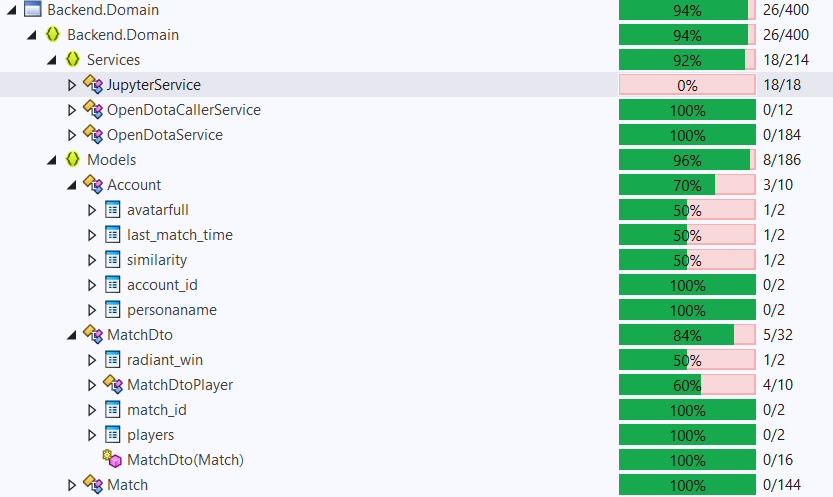 Backend.Domain 94% 26/400
Backend.Domain 94% 26/400
Services 92% 18/214
JupyterService 0% 18/18
OpenDotaCallerService 100% 0/12
OpenDotaService 100% 0/184
Models 96% 8/186
Account 70% 3/10
avatarfull 50% 1/2
last_match_time 50% 1/2
similarity 50% 1/2
account_id 100% 0/2
personaname 100% 0/2
MatchDto 84% 5/32
radiant_win 50% 1/2
MatchDtoPlayer 60% 4/10
match_id 100% 0/2
players 100% 0/2
MatchDto(Match) 100% 0/16
Match 100% 0/144